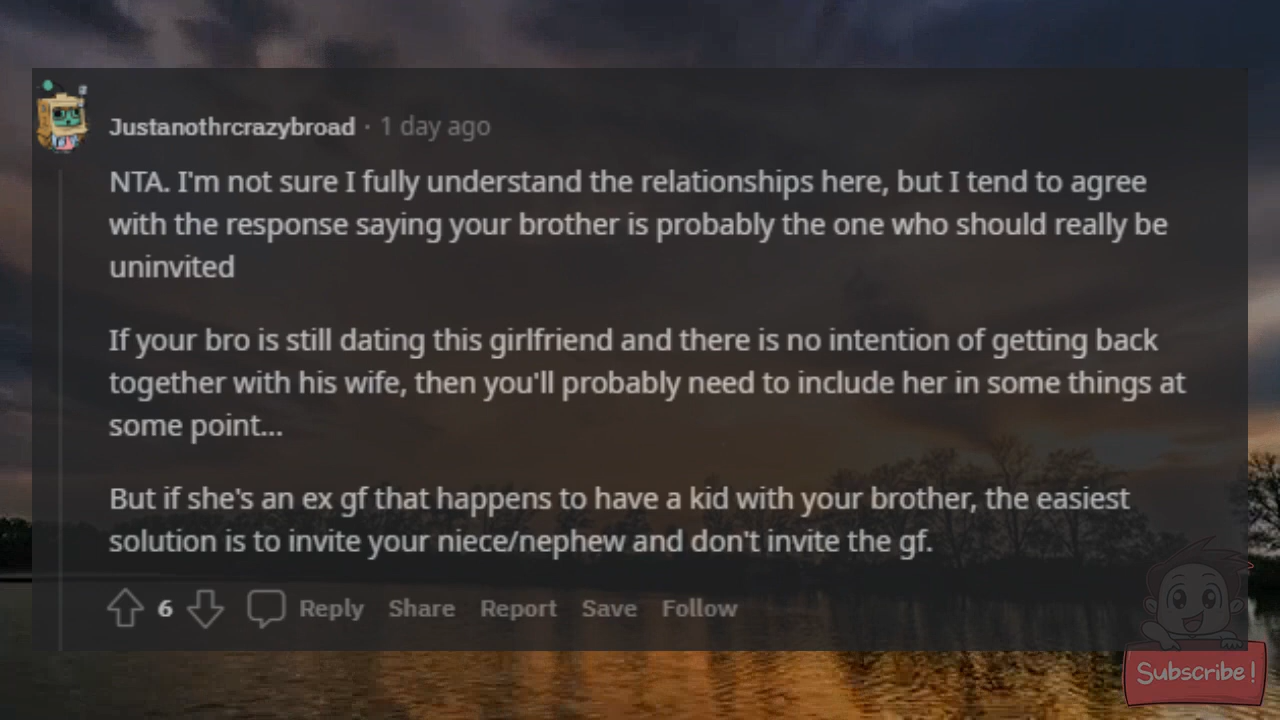 Justanothrcrazybroad · 1 day ago
NTA. I'm not sure I fully understand the relationships here, but I tend to agree
with the response saying your brother is probably the one who should really be
uninvited
If your bro is still dating this girlfriend and there is no intention of getting back
together with his wife, then you'll probably need to include her in some things at
some point...
But if she's an ex gf that happens to have a kid with your brother, the easiest
solution is to invite your niece/nephew and don't invite the gf.
6 Reply Share Report Save Follow
Subscribe!